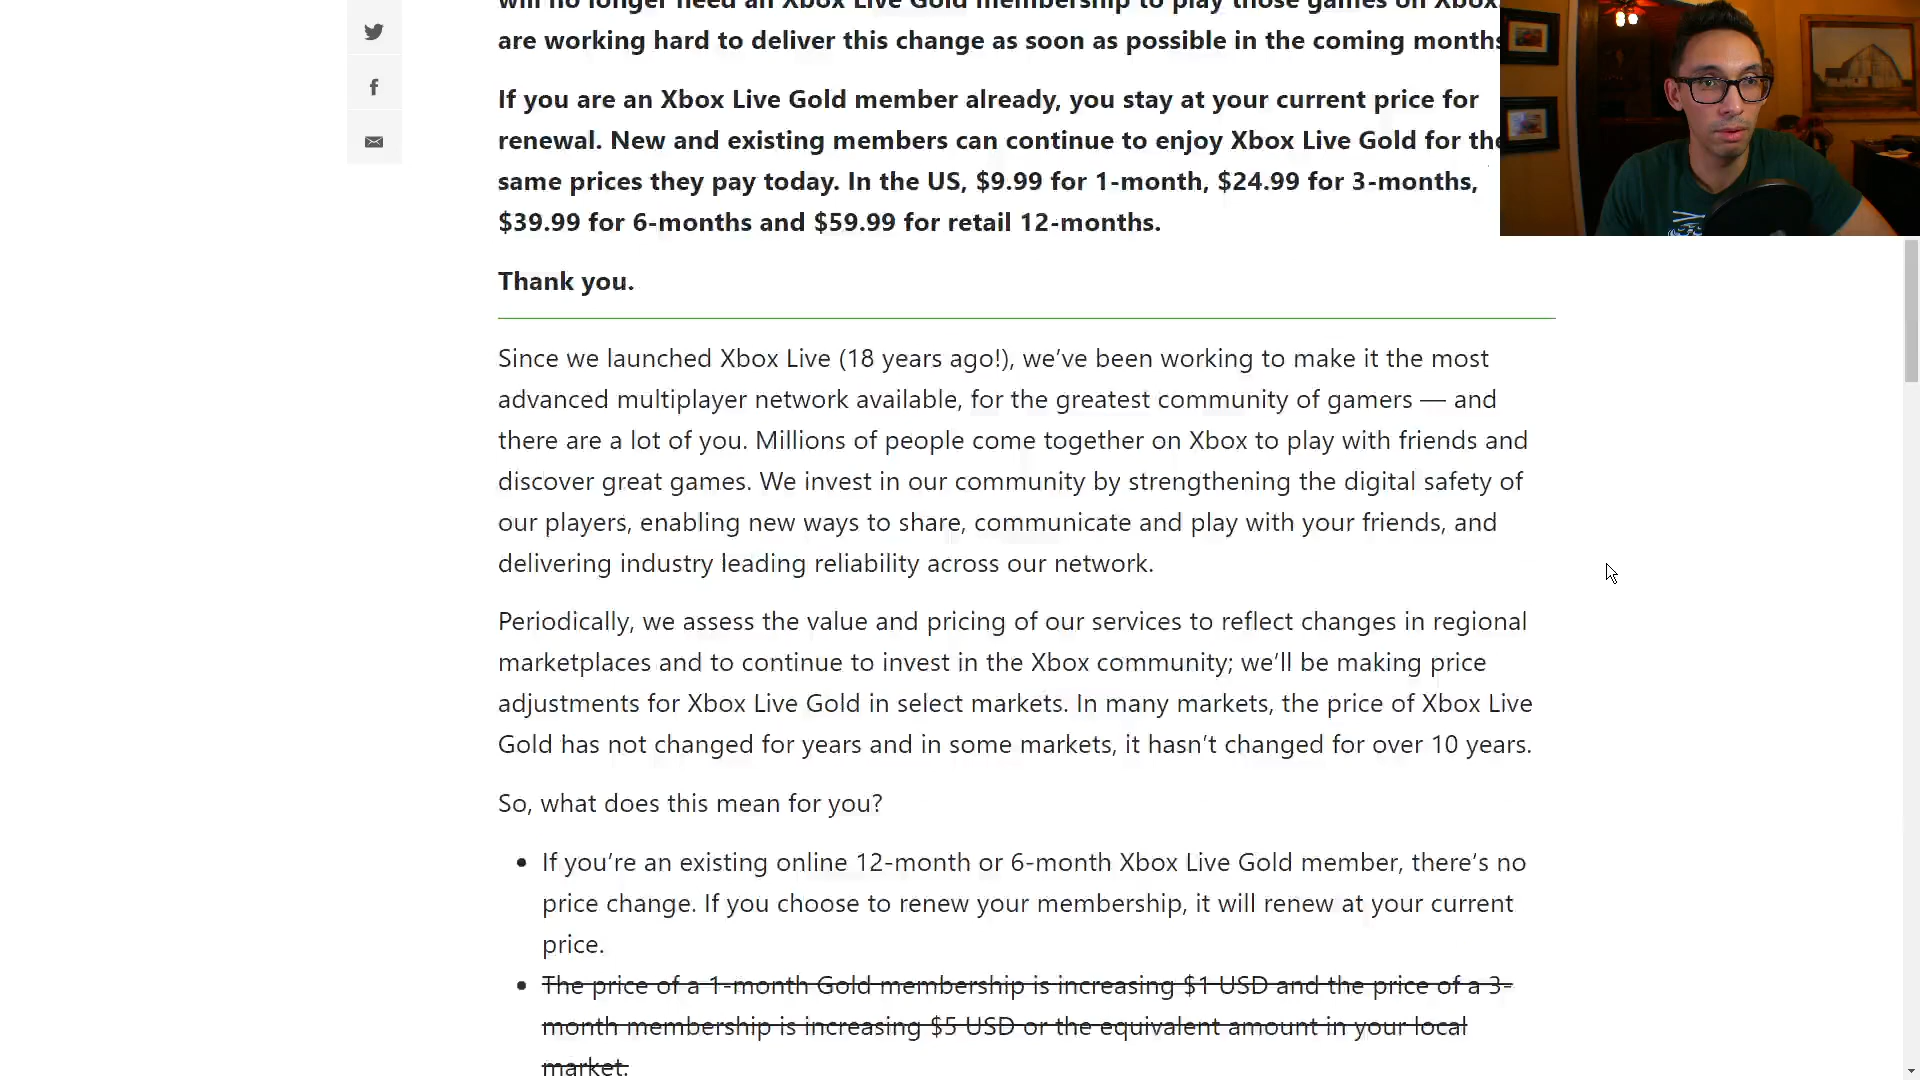 will no longer need an Xbox Live Gold membership to play those games on Xbox.
are working hard to deliver this change as soon as possible in the coming months
If you are an Xbox Live Gold member already, you stay at your current price for
renewal. New and existing members can continue to enjoy Xbox Live Gold for the
same prices they pay today. In the US, $9.99 for 1-month, $24.99 for 3-months,
$39.99 for 6-months and $59.99 for retail 12-months.
Thank you.
Since we launched Xbox Live (18 years ago!), we’ve been working to make it the most
advanced multiplayer network available, for the greatest community of gamers — and
there are a lot of you. Millions of people come together on Xbox to play with friends and
discover great games. We invest in our community by strengthening the digital safety of
our players, enabling new ways to share, communicate and play with your friends, and
delivering industry leading reliability across our network.
Periodically, we assess the value and pricing of our services to reflect changes in regional
marketplaces and to continue to invest in the Xbox community; we’ll be making price
adjustments for Xbox Live Gold in select markets. In many markets, the price of Xbox Live
Gold has not changed for years and in some markets, it hasn’t changed for over 10 years.
So, what does this mean for you?
If you’re an existing online 12-month or 6-month Xbox Live Gold member, there’s no
price change. If you choose to renew your membership, it will renew at your current
price.
The price of a 1-month Gold membership is increasing $1 USD and the price of a 3-
month membership is increasing $5 USD or the equivalent amount in your local
market.